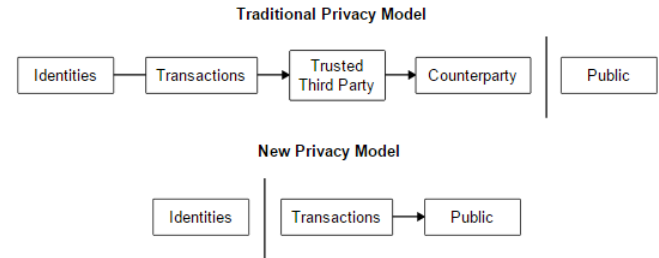 Traditional Privacy Model
Identities
Transactions
Trusted
Third Party
Counterparty
Public
New Privacy Model
Identities
Transactions
Public